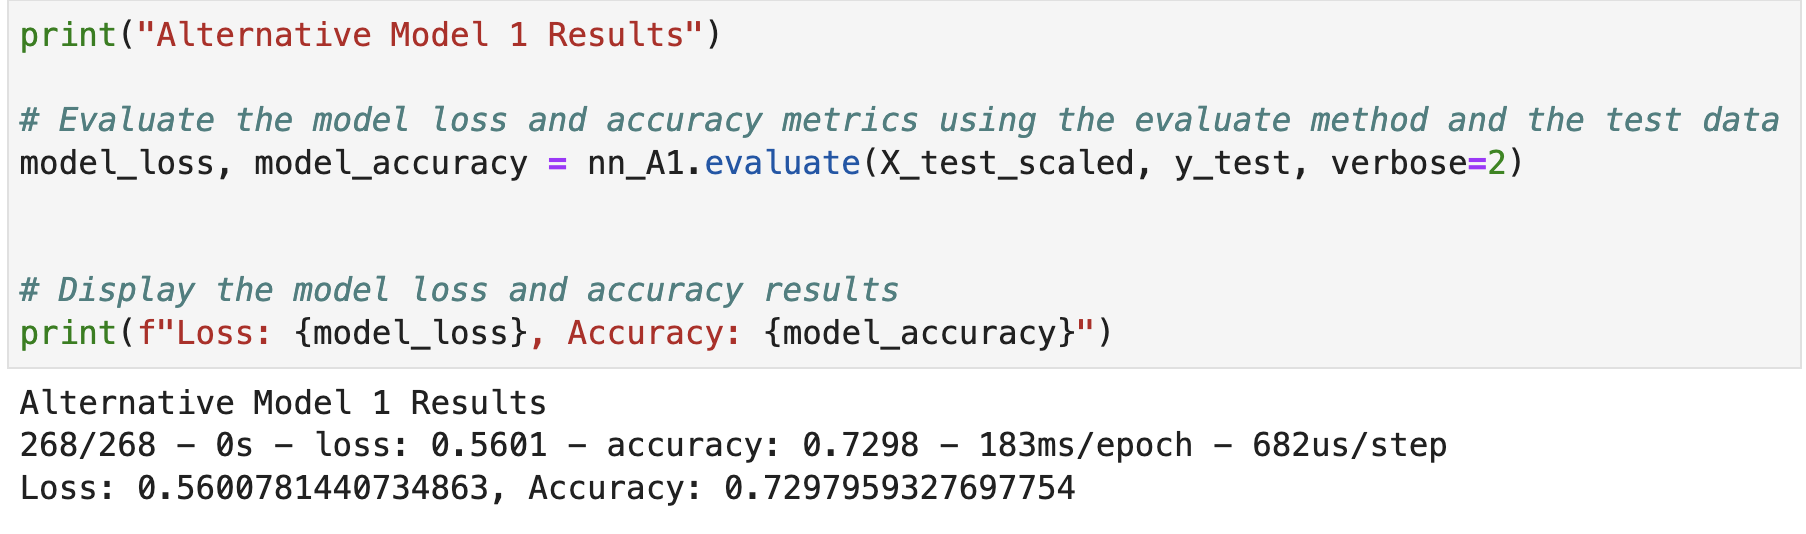 print("Alternative Model 1 Results")
# Evaluate the model loss and accuracy metrics using the evaluate method and the test data
model_loss, model_accuracy = nn_A1.evaluate(X_test_scaled, y_test, verbose=2)
# Display the model loss and accuracy results
print(f"Loss: {model_loss}, Accuracy: {model_accuracy}")
Alternative Model 1 Results
268/268 - 0s - loss: 0.5601 - accuracy: 0.7298 - 183ms/epoch - 682us/step
Loss: 0.5600781440734863, Accuracy: 0.7297959327697754